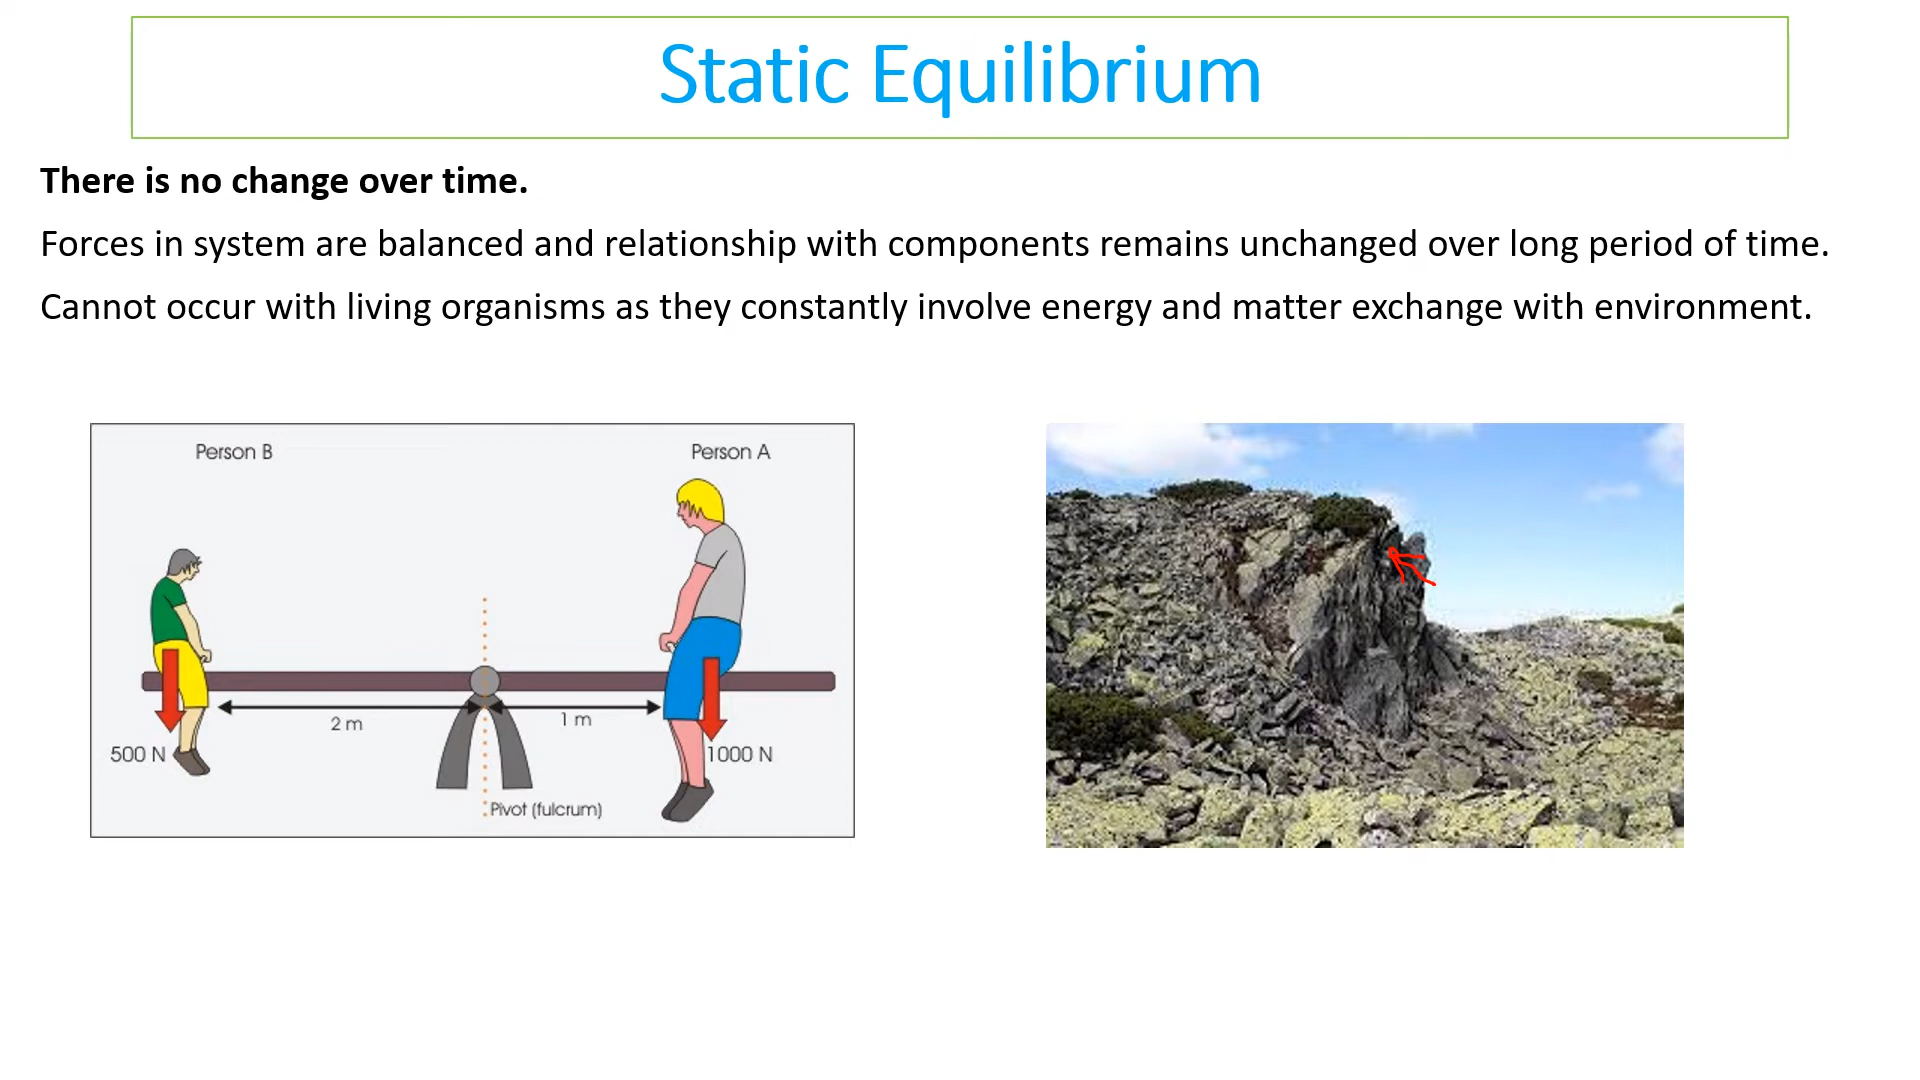 Static Equilibrium
There is no change over time.
Forces in system are balanced and relationship with components remains unchanged over long period of time.
Cannot occur with living organisms as they constantly involve energy and matter exchange with environment.
Person B
Person A
2 m
1 m
500 N
1000 N
Pivot (fulcrum)